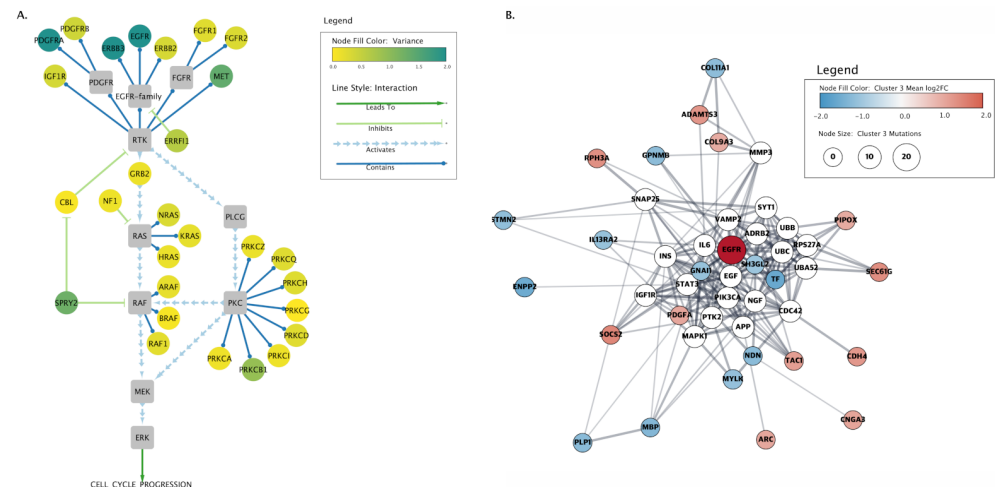 A.
PDGFRB
PDGFRA
ERBB3
EGFR
ERBB2
FGFR1
FGFR2
IGF1R
PDGFR
EGFR-family
FGFR
MET
RTK
ERRFI1
GRB2
CBL
NF1
NRAS
PLCG
RAS
KRAS
HRAS
PRKCZ
PRKCQ
PRKCH
ARAF
SPRY2
RAF
PKC
PRKCG
BRAF
PRKCD
RAF1
PRKCI
PRKCA
PRKCB1
MEK
ERK
CELL CYCLE PROGRESSION
Legend
Node Fill Color: Variance
0.0 1.0 2.0
Line Style: Interaction
Leads To
Inhibits
Activates
Contains
B.
COL11A1
ADAMTS3
COL9A3
MMP3
RPH3A
GPNMB
SNAP25
SYT1
STMN2
VAMP2
PIPOX
UBB
ADRB2
ILI3RA2
IL6
EGFR
UBC
RPS27A
INS
SH3GL2
UBA52
SEC61G
GNAI1
EGF
TF
ENPP2
STAT3
IGF1R
PIK3CA
NGF
PDGFA
PTK2
CDC42
SOCS2
MAPK1
APP
NDN
TAC1
CDH4
MYLK
CNGA3
MBP
PLP1
ARC
Legend
Node Fill Color: Cluster 3 Mean log2FC
-2.0 -1.0 0.0 1.0 2.0
Node Size: Cluster 3 Mutations
0 10 20